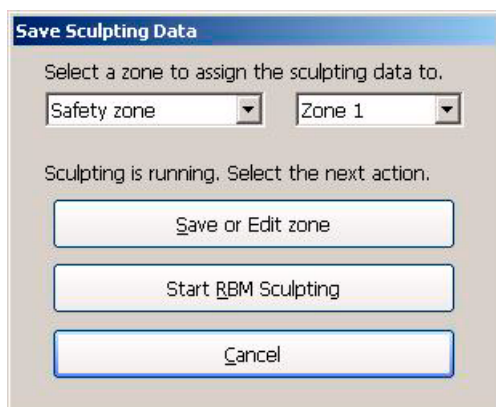 Save Sculpting Data
Select a zone to assign the sculpting data to.
Safety zone Zone 1
Sculpting is running. Select the next action.
Save or Edit zone
Start RBM Sculpting
Cancel